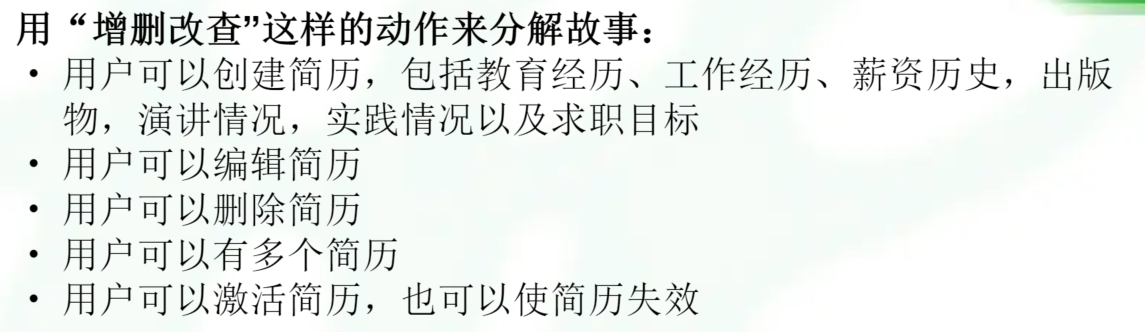 用“增删改查”这样的动作来分解故事：
• 用户可以创建简历，包括教育经历、工作经历、薪资历史，出版
物，演讲情况，实践情况以及求职目标
• 用户可以编辑简历
• 用户可以删除简历
• 用户可以有多个简历
• 用户可以激活简历，也可以使简历失效